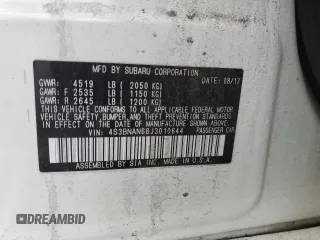 MFD BY SUBARU CORPORATION
DATE: 08/17
GVWR: 4519 LB ( 2050 KG)
GAWR: F 2535 LB ( 1150 KG)
GAWR: R 2645 LB ( 1200 KG)
THIS VEHICLE CONFORMS TO ALL APPLICABLE FEDERAL MOTOR
VEHICLE SAFETY, BUMPER, AND THEFT PREVENTION STANDARDS
IN EFFECT ON THE DATE OF MANUFACTURE SHOWN ABOVE.
VIN: 4S3BNAN68J3010644 PASSENGER CAR
ASSEMBLED BY SIA INC. MADE IN U.S.A.
DREAMBID